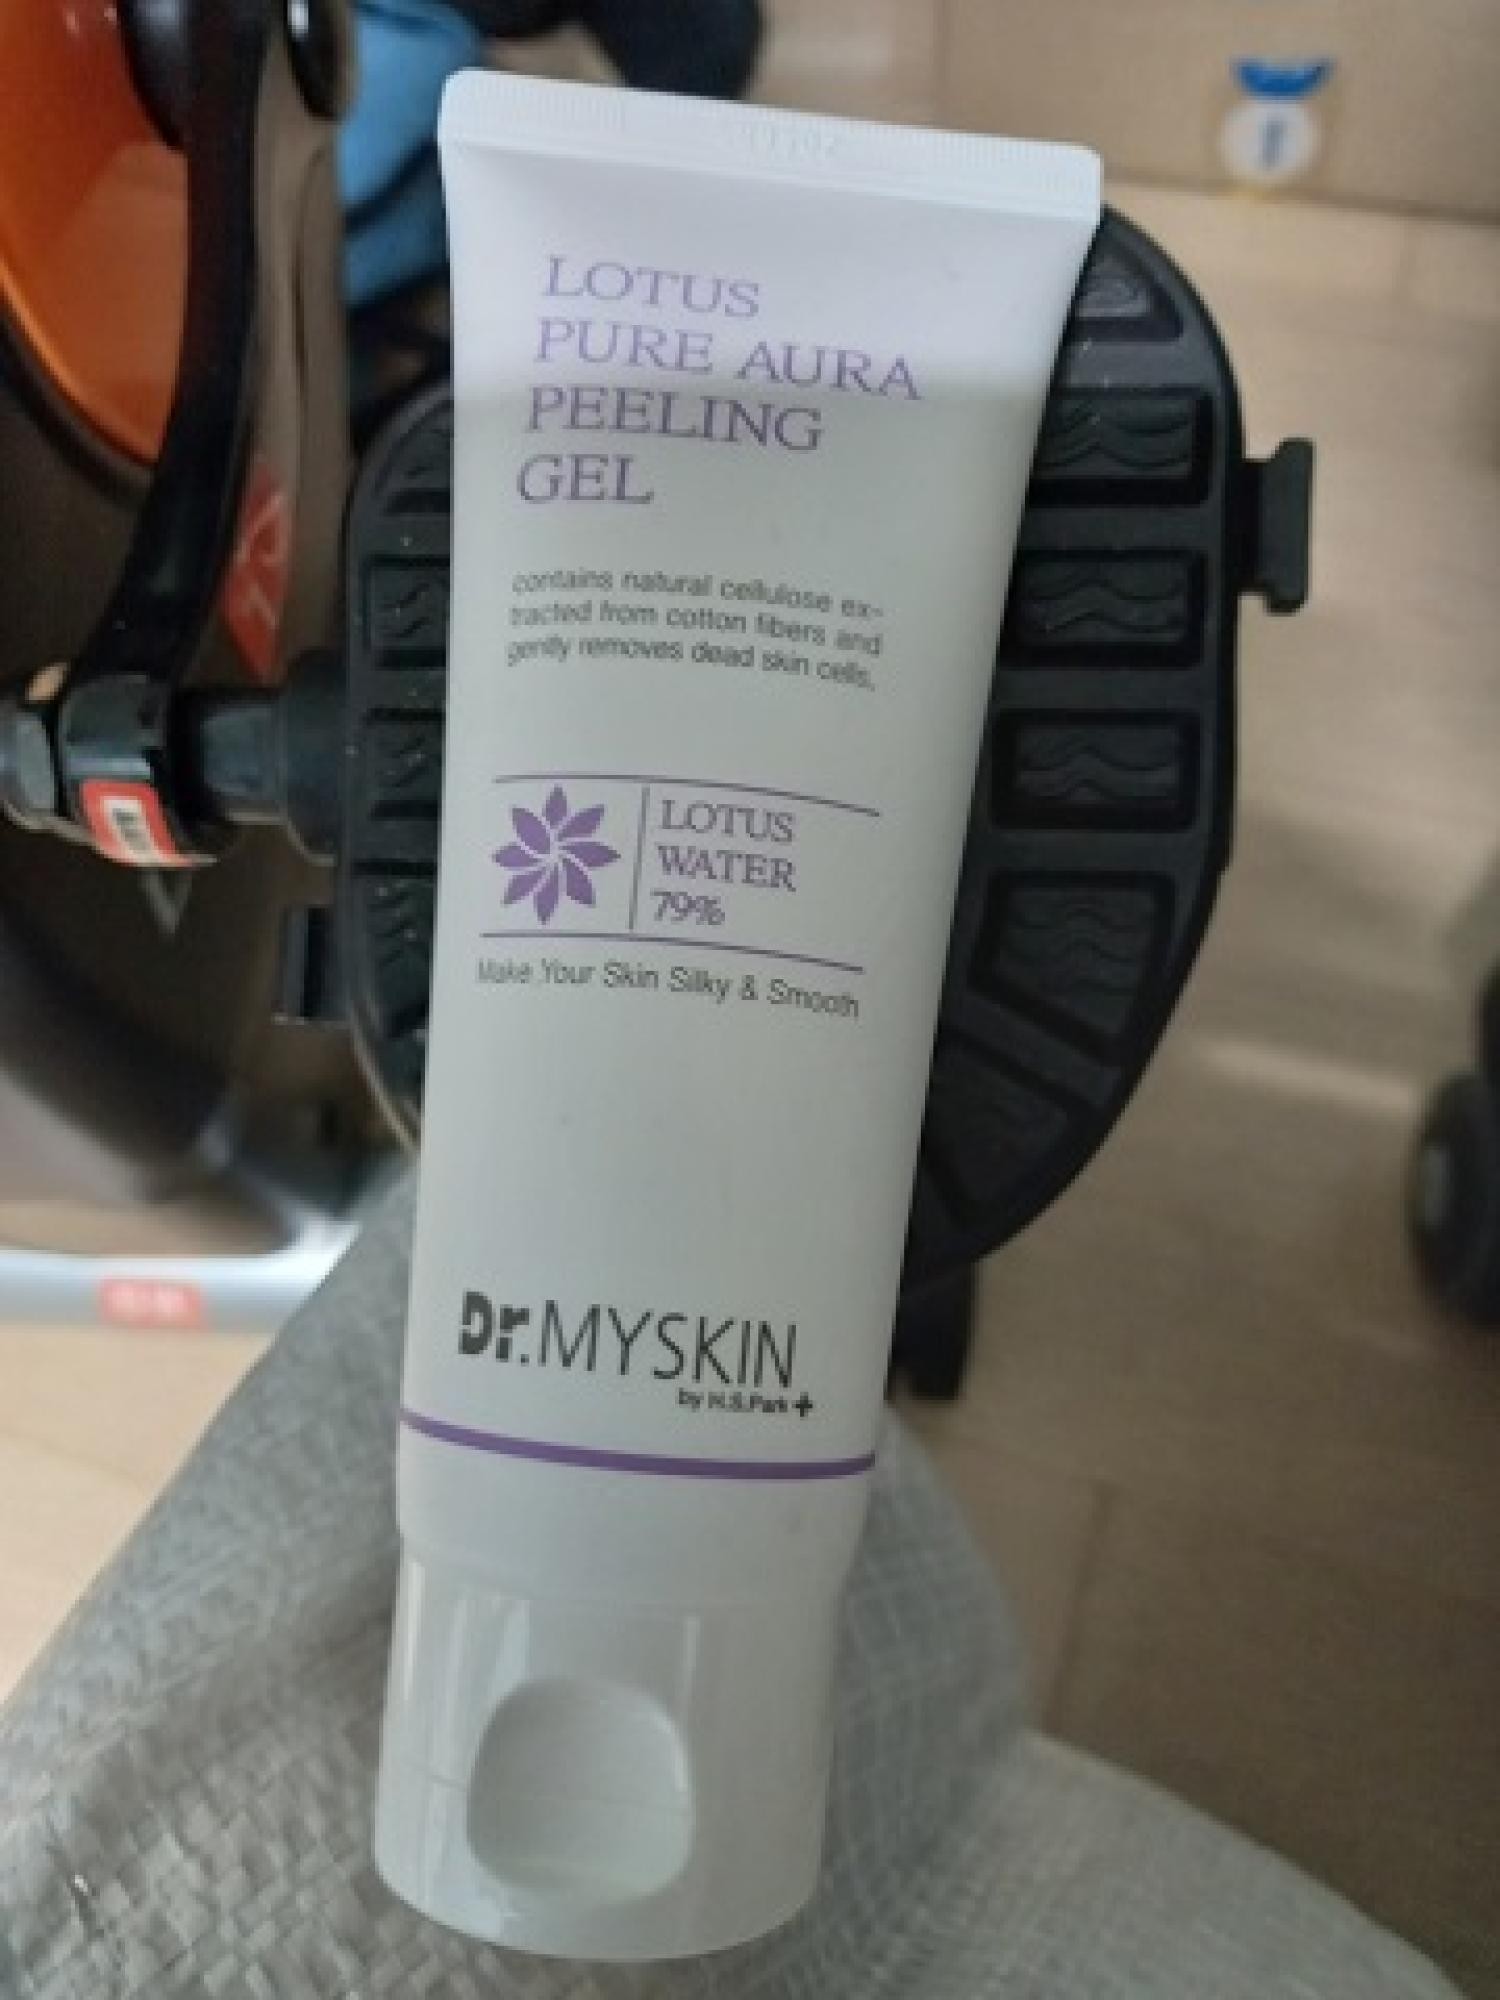 LOTUS
PURE AURA
PEELING
GEL
contains natural cellulose ex-
tracted from cotton fibers and
gently removes dead skin cells.
LOTUS
WATER
79%
Make Your Skin Silky & Smooth
Dr.MYSKIN
by H.S.Park +